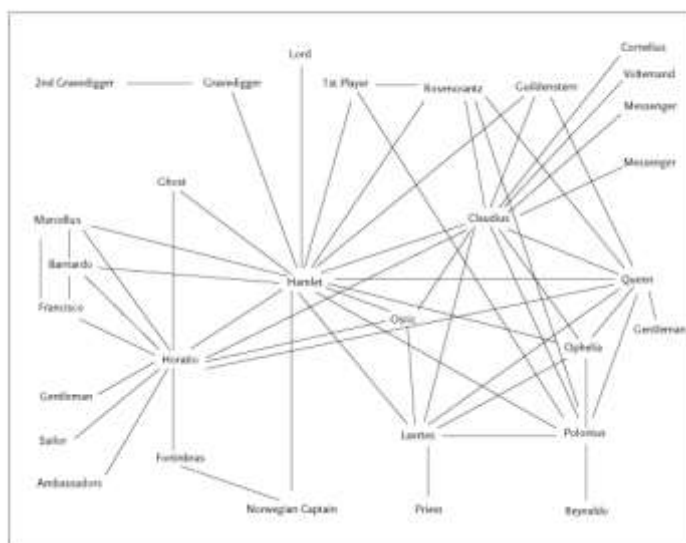 Cornelius
Lord
Voltemand
2nd Gravedigger
Gravedigger
1st Player
Rosencrantz
Guildenstern
Messenger
Messenger
Ghost
Marcellus
Claudius
Barnardo
Hamlet
Queen
Francisco
Osric
Gentleman
Ophelia
Horatio
Gentleman
Sailor
Laertes
Polonius
Fortinbras
Ambassadors
Norwegian Captain
Priest
Reynaldo